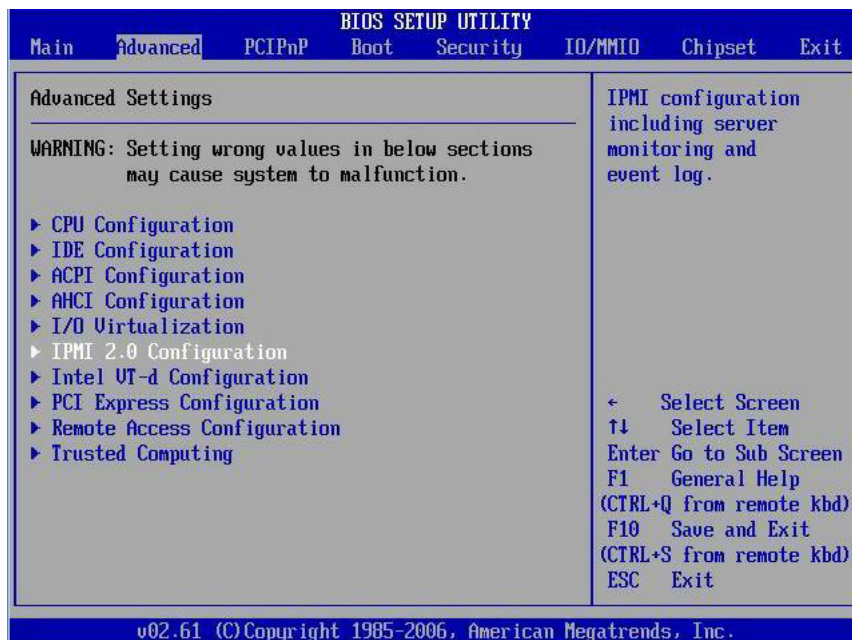 BIOS SETUP UTILITY
Main Advanced PCIPnP Boot Security IO/MMIO Chipset Exit
Advanced Settings
WARNING: Setting wrong values in below sections
may cause system to malfunction.
▶ CPU Configuration
▶ IDE Configuration
▶ ACPI Configuration
▶ AHCI Configuration
▶ I/O Virtualization
▶ IPMI 2.0 Configuration
▶ Intel VT-d Configuration
▶ PCI Express Configuration
▶ Remote Access Configuration
▶ Trusted Computing
IPMI configuration
including server
monitoring and
event log.
← Select Screen
↑↓ Select Item
Enter Go to Sub Screen
F1 General Help
(CTRL+Q from remote kbd)
F10 Save and Exit
(CTRL+S from remote kbd)
ESC Exit
v02.61 (C)Copyright 1985-2006, American Megatrends, Inc.